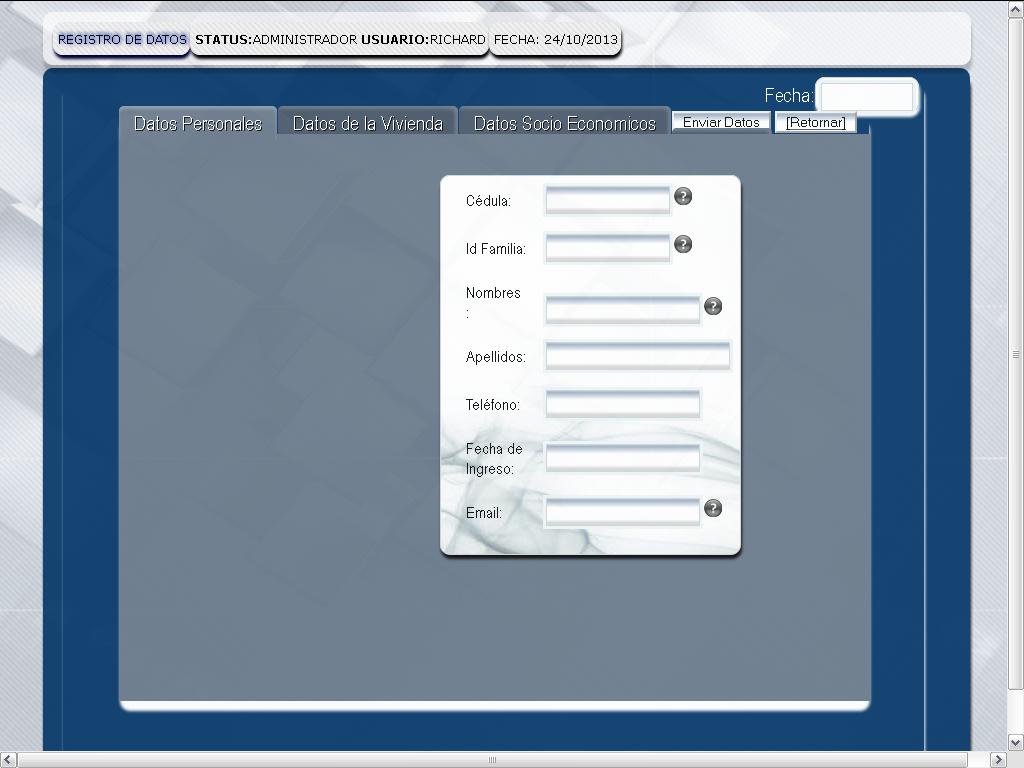 REGISTRO DE DATOS STATUS:ADMINISTRADOR USUARIO:RICHARD FECHA: 24/10/2013
Fecha:
Datos Personales Datos de la Vivienda Datos Socio Economicos Enviar Datos [Retornar]
Cédula: ?
Id Familia: ?
Nombres
: ?
Apellidos:
Teléfono:
Fecha de
Ingreso:
Email: ?